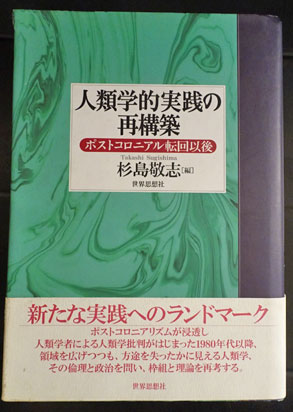 人類学的実践の
再構築
ポストコロニアル転回以後
Takashi Sugishima
杉島敬志[編]
世界思想社
新たな実践へのランドマーク
ポストコロニアリズムが浸透し
人類学者による人類学批判がはじまった1980年代以降、
領域を広げつつも、方途を失ったかに見える人類学、
その倫理と政治を問い、枠組と理論を再考する。
世界思想社